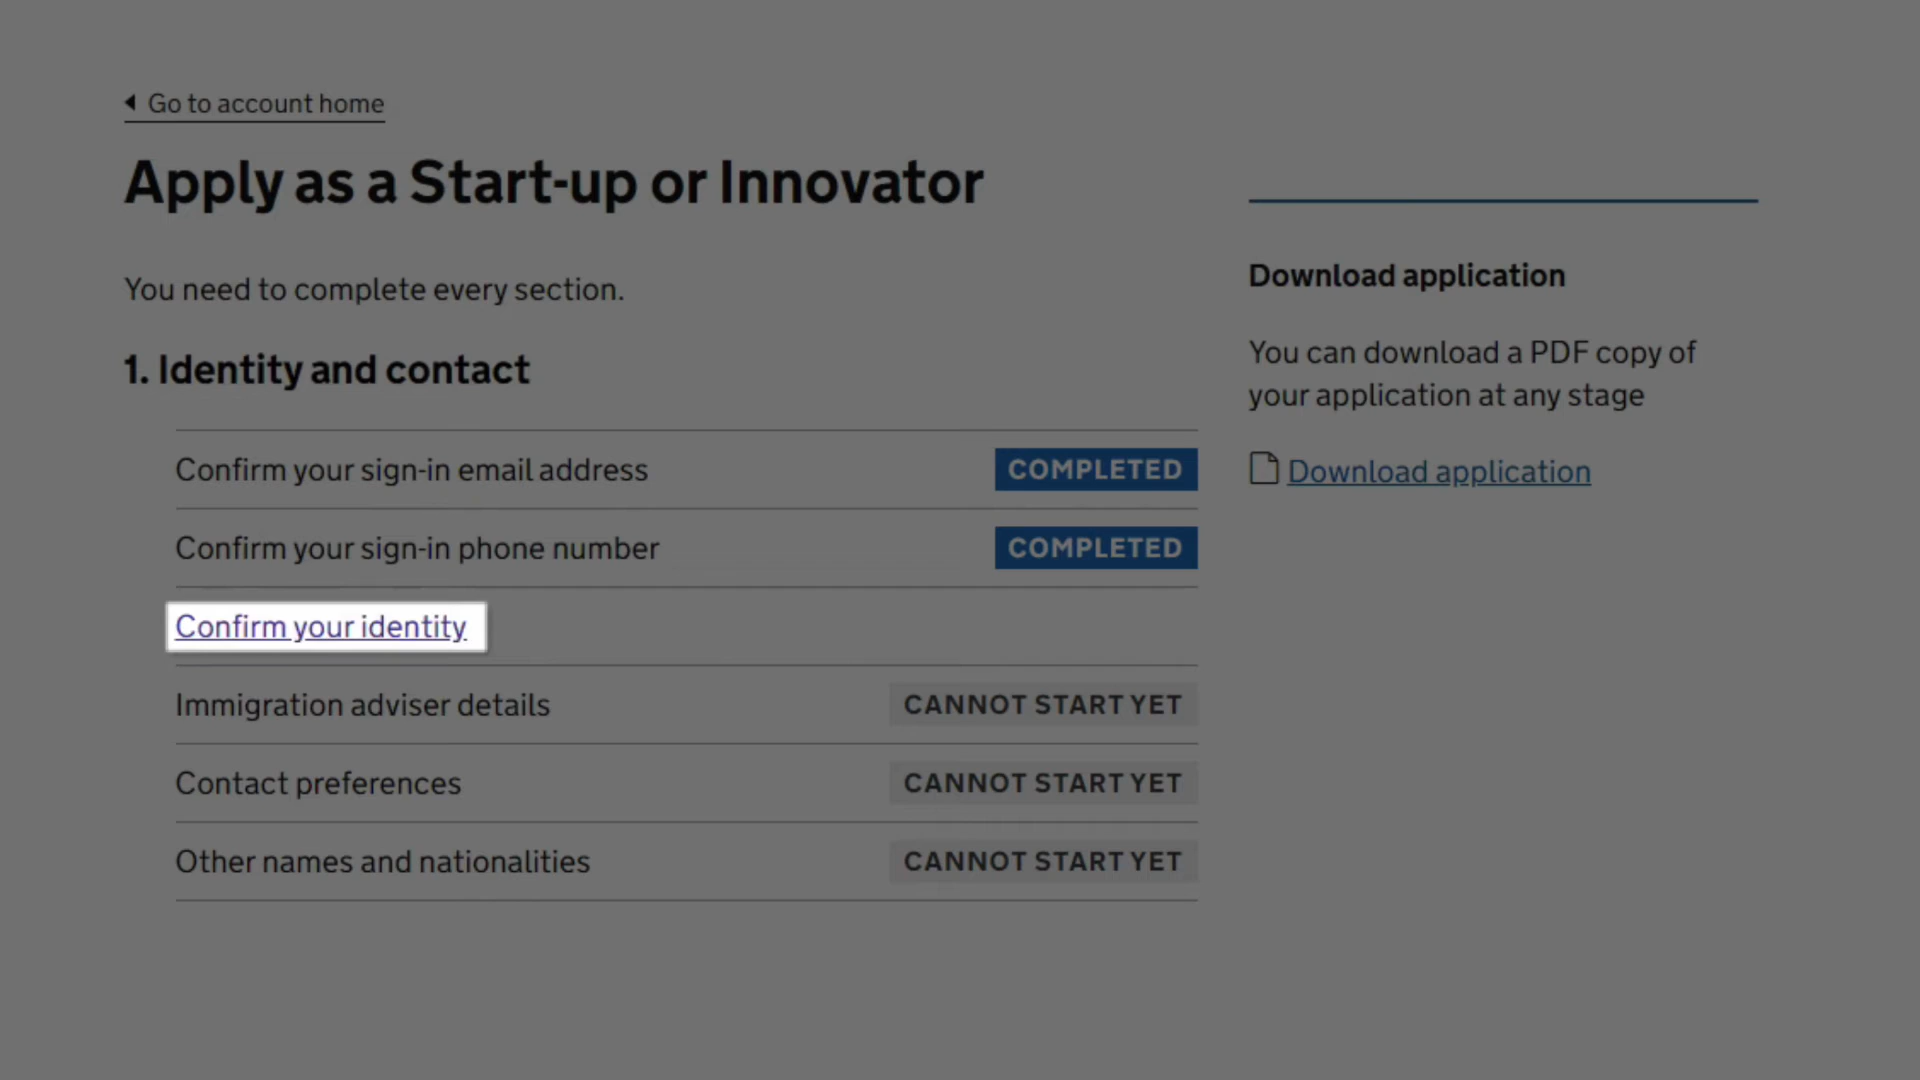 Go to account home
Apply as a Start-up or Innovator
You need to complete every section.
1. Identity and contact
Confirm your sign-in email address COMPLETED
Confirm your sign-in phone number COMPLETED
Confirm your identity
Immigration adviser details CANNOT START YET
Contact preferences CANNOT START YET
Other names and nationalities CANNOT START YET
Download application
You can download a PDF copy of
your application at any stage
Download application